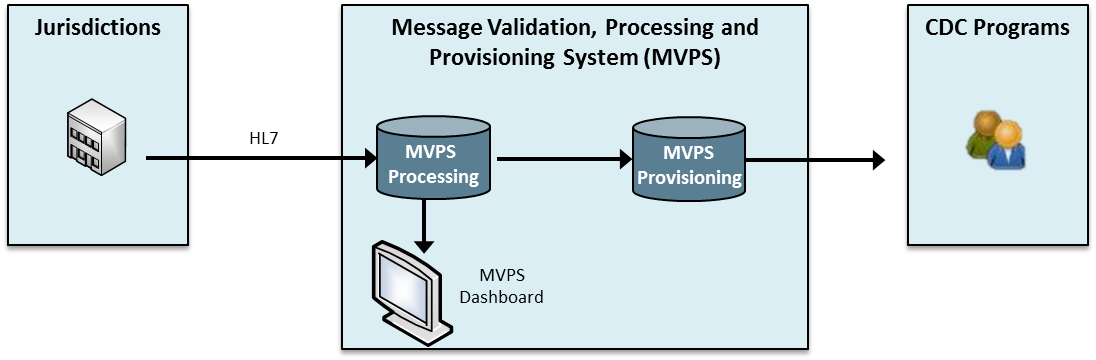 Jurisdictions
Message Validation, Processing and
Provisioning System (MVPS)
CDC Programs
HL7
MVPS
Processing
MVPS
Provisioning
MVPS
Dashboard